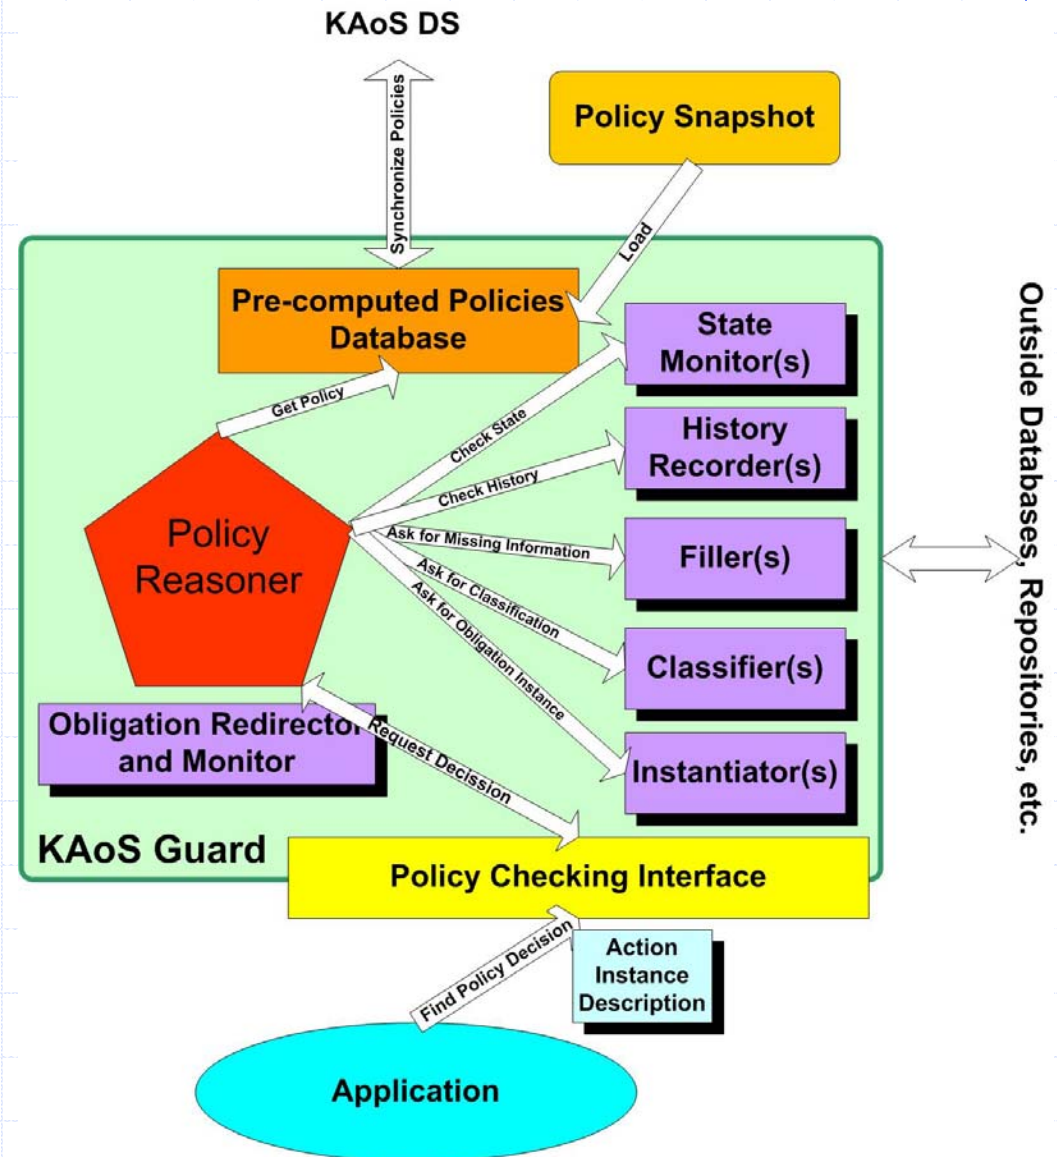 KAoS DS
Synchronize Policies
Policy Snapshot
Load
Pre-computed Policies
Database
State
Monitor(s)
Get Policy
Check State
History
Recorder(s)
Check History
Policy
Reasoner
Ask for Missing Information
Filler(s)
Ask for Classification
Classifier(s)
Ask for Obligation Instance
Instantiator(s)
Outside Databases, Repositories, etc.
Obligation Redirector
and Monitor
Request Decission
KAoS Guard
Policy Checking Interface
Find Policy Decision
Action
Instance
Description
Application